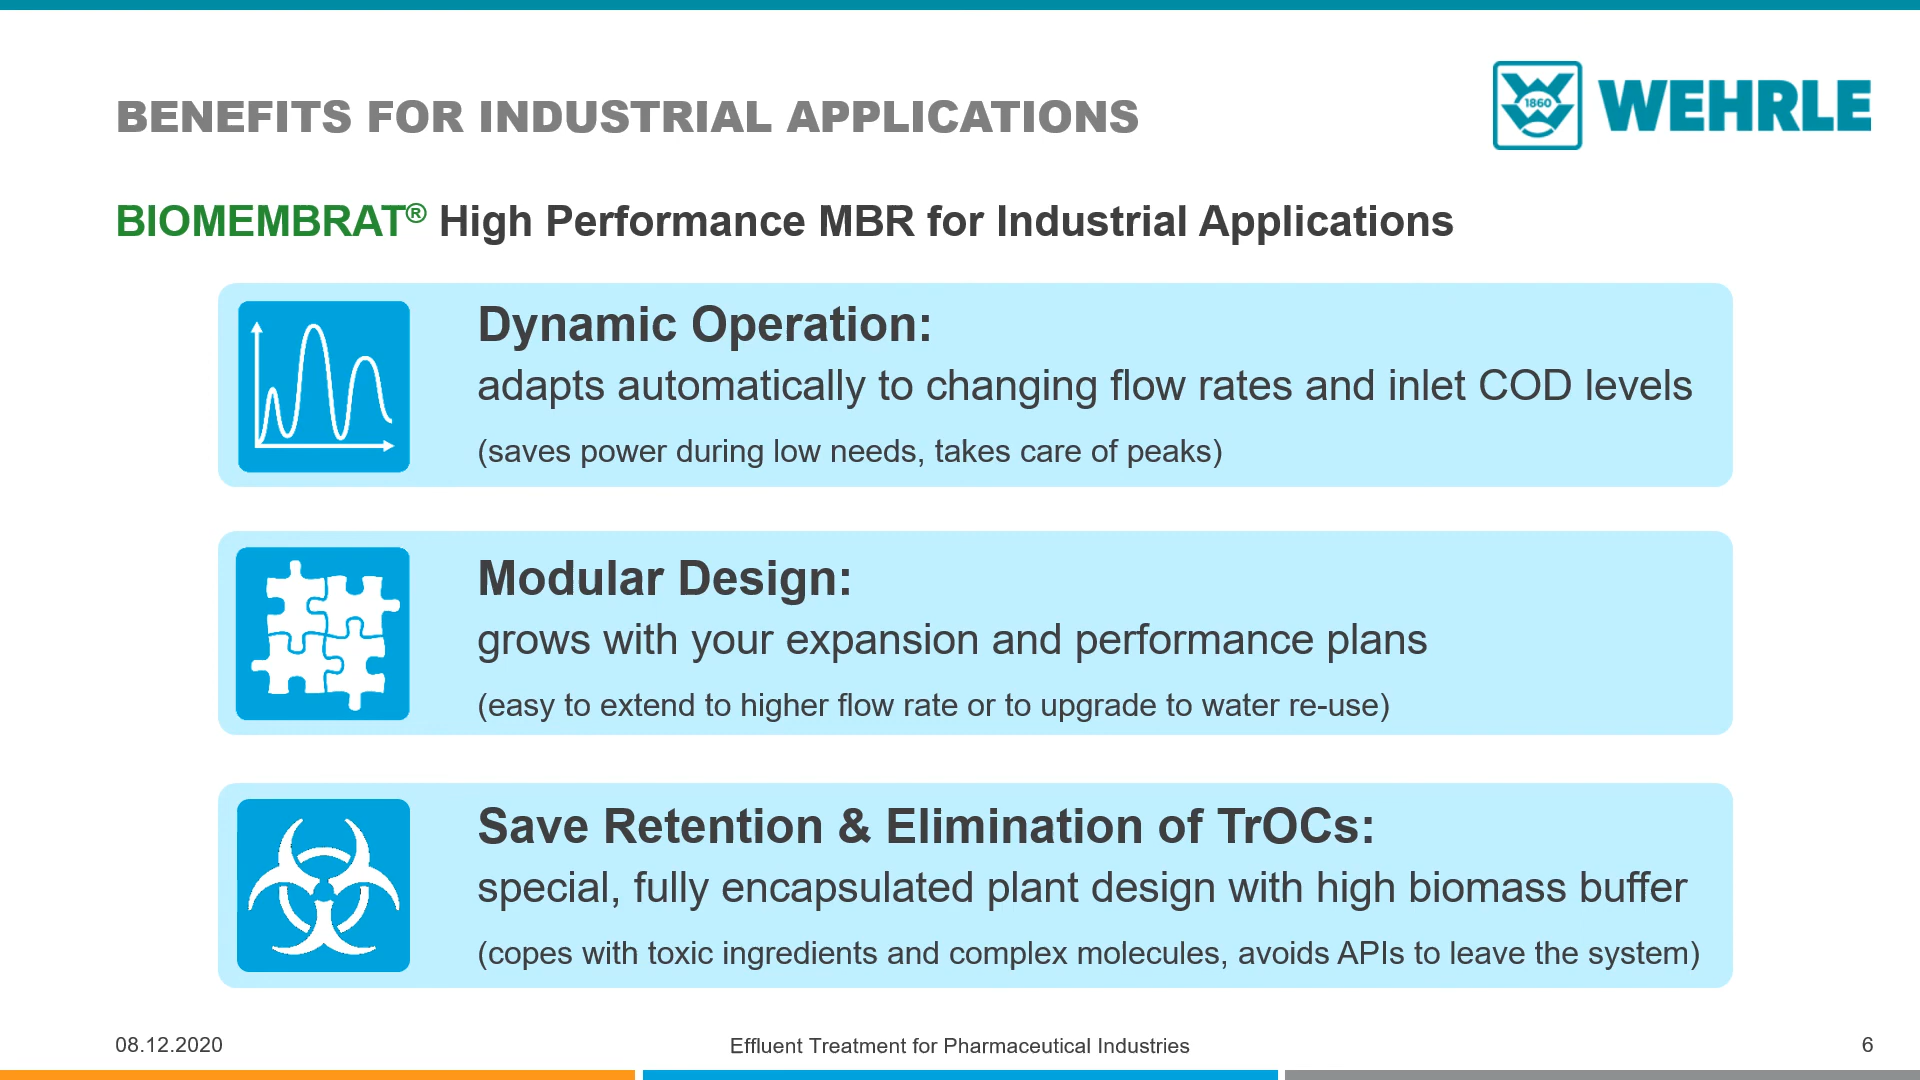 BENEFITS FOR INDUSTRIAL APPLICATIONS
1860
WEHRLE
BIOMEMBRAT® High Performance MBR for Industrial Applications
Dynamic Operation:
adapts automatically to changing flow rates and inlet COD levels
(saves power during low needs, takes care of peaks)
Modular Design:
grows with your expansion and performance plans
(easy to extend to higher flow rate or to upgrade to water re-use)
Save Retention & Elimination of TrOCs:
special, fully encapsulated plant design with high biomass buffer
(copes with toxic ingredients and complex molecules, avoids APIs to leave the system)
08.12.2020
Effluent Treatment for Pharmaceutical Industries
6